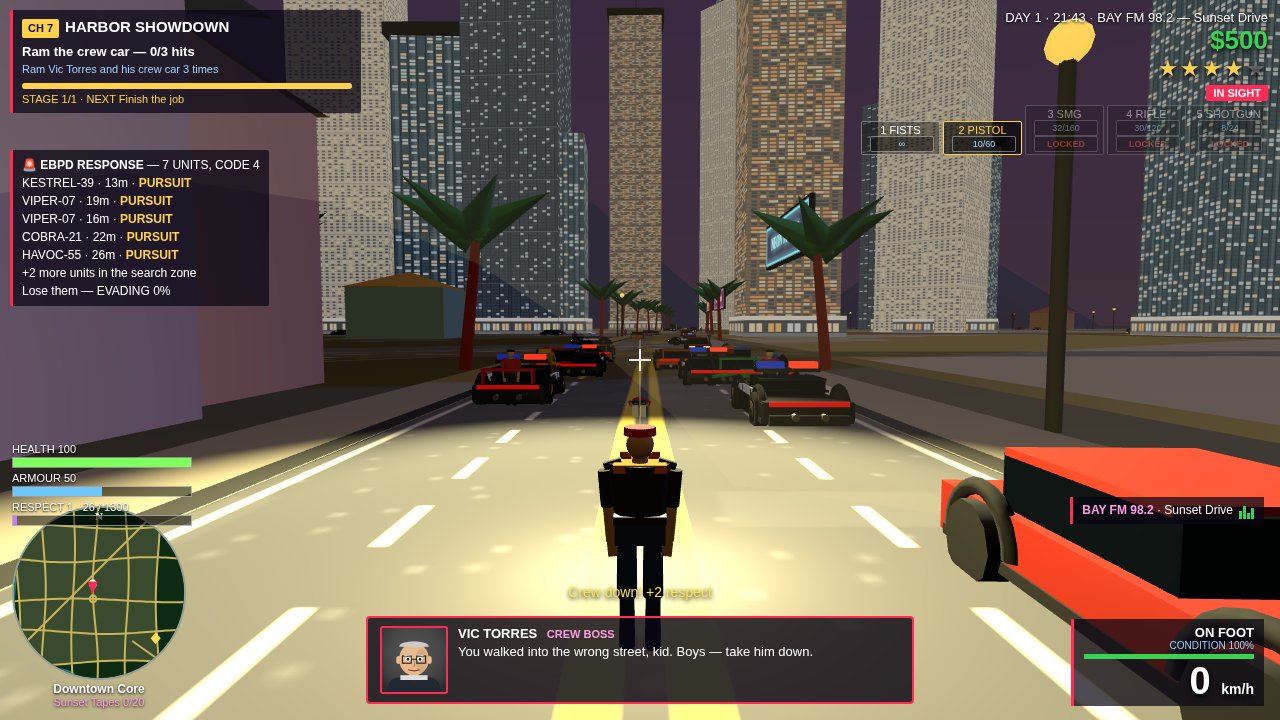 CH 7 HARBOR SHOWDOWN
Ram the crew car — 0/3 hits
Ram Vic Torres and his crew car 3 times
STAGE 1/1 · NEXT Finish the job
DAY 1 · 21:43 · BAY FM 98.2 — Sunset Drive
$500
★★★★
IN SIGHT
1 FISTS
∞
2 PISTOL
10/60
3 SMG
32/160
LOCKED
4 RIFLE
30/120
LOCKED
5 SHOTGUN
LOCKED
🚨 EBPD RESPONSE — 7 UNITS, CODE 4
KESTREL-39 · 13m · PURSUIT
VIPER-07 · PURSUIT
VIPER-07 · 16m · PURSUIT
COBRA-21 · 22m · PURSUIT
HAVOC-55 · 26m · PURSUIT
+2 more units in the search zone
Lose them — EVADING 0%
HEALTH 100
ARMOUR 50
RESPECT 1 · 26 / 1300
N
Downtown Core
Sunset Tapes 0/20
Crew down +2 respect
VIC TORRES CREW BOSS
You walked into the wrong street, kid. Boys — take him down.
BAY FM 98.2 · Sunset Drive
ON FOOT
CONDITION 100%
0 km/h